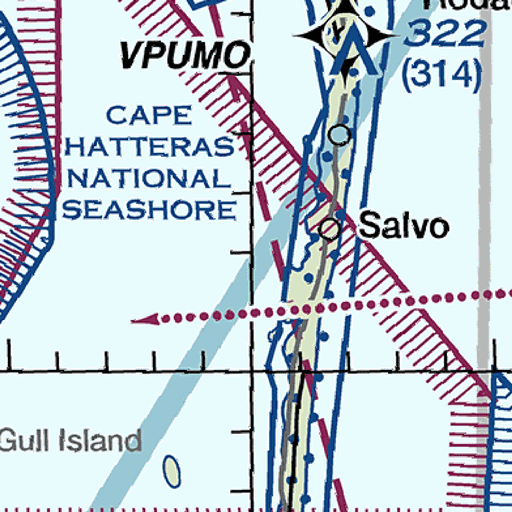 VPUMO
322
(314)
CAPE
HATTERAS
NATIONAL
SEASHORE
Salvo
Gull Island